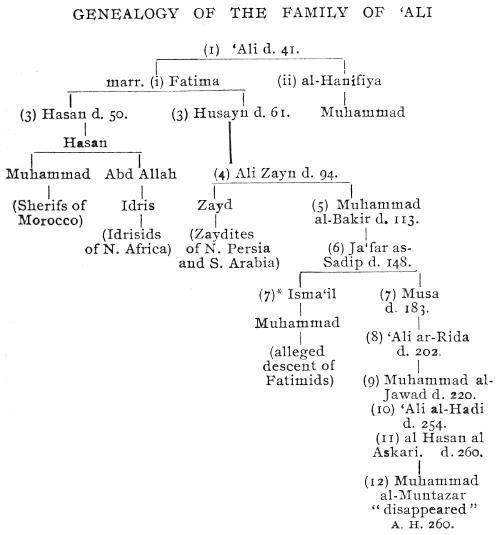 GENEALOGY OF THE FAMILY OF ‘ALI
(1) ‘Ali d. 41.
marr. (i) Fatima (ii) al-Hanifiya
(3) Hasan d. 50. (3) Husayn d. 61. Muhammad
Hasan
Muhammad Abd Allah (4) Ali Zayn d. 94.
(Sherifs of Morocco) Idris Zayd (5) Muhammad
al-Bakir d. 113.
(Idrisids
of N. Africa) (Zaydites
of N. Persia
and S. Arabia) (6) Ja‘far as-
Sadip d. 148.
(7)* Isma‘il (7) Musa
d. 183.
Muhammad (8) ‘Ali ar-Rida
d. 202.
(alleged
descent of
Fatimids) (9) Muhammad al-
Jawad d. 220.
(10) ‘Ali al-Hadi
d. 254.
(11) al Hasan al
Askari. d. 260.
(12) Muhammad
al-Muntazar
“disappeared”
A. H. 260.